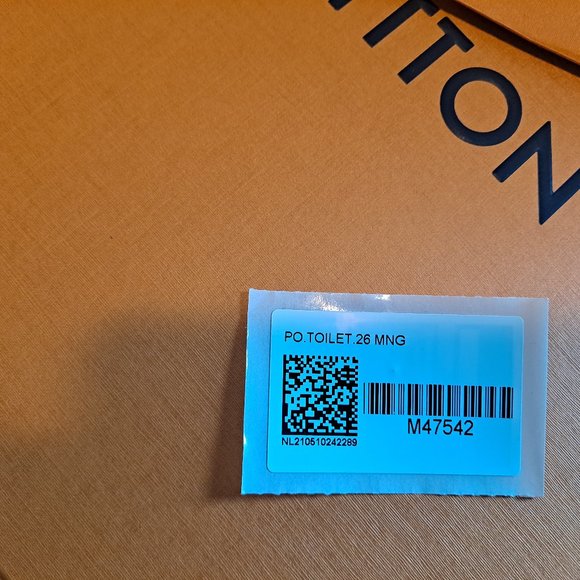 ITTON
PO.TOILET.26 MNG
NL210510242289
M47542